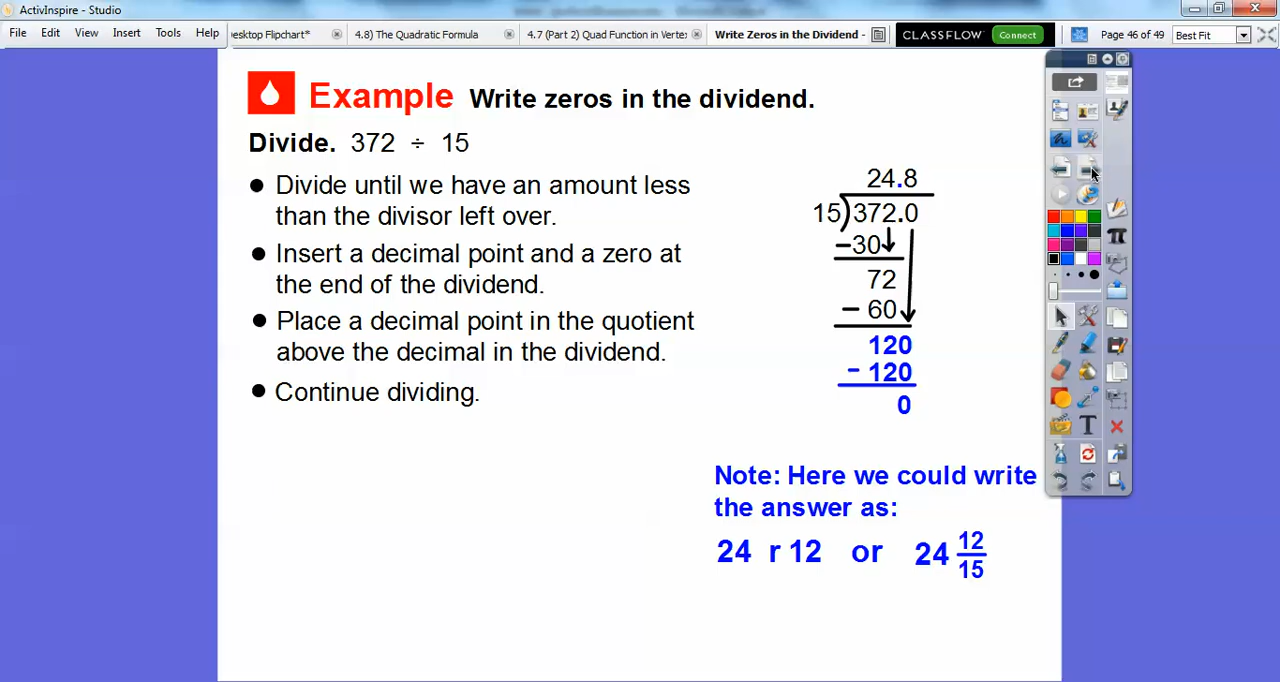 ActivInspire - Studio
File Edit View Insert Tools Help
esktop Flipchart*
4.8) The Quadratic Formula
4.7 (Part 2) Quad Function in Vertex
Write Zeros in the Dividend -
CLASSFLOW Connect
Page 46 of 49
Best Fit
Example Write zeros in the dividend.
Divide. 372 ÷ 15
● Divide until we have an amount less
than the divisor left over.
● Insert a decimal point and a zero at
the end of the dividend.
● Place a decimal point in the quotient
above the decimal in the dividend.
● Continue dividing.
24.8
15)372.0
−30
72
− 60
120
− 120
0
Note: Here we could write
the answer as:
24 r 12 or 24 12/15
π
T